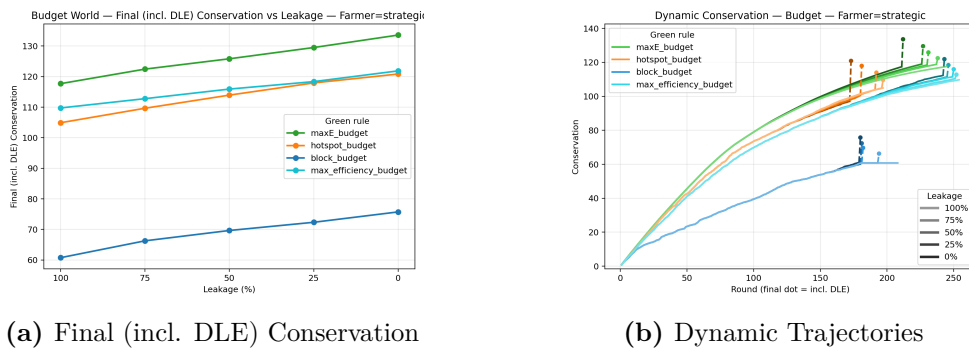 Budget World — Final (incl. DLE) Conservation vs Leakage — Farmer=strategic
Final (incl. DLE) Conservation
130
120
110
100
90
80
70
60
Green rule
maxE_budget
hotspot_budget
block_budget
max_efficiency_budget
100
75
50
25
0
Leakage (%)
(a) Final (incl. DLE) Conservation
Dynamic Conservation — Budget — Farmer=strategic
Conservation
140
120
100
80
60
40
20
0
Green rule
maxE_budget
hotspot_budget
block_budget
max_efficiency_budget
Leakage
100%
75%
50%
25%
0%
0
50
100
150
200
250
Round (final dot = incl. DLE)
(b) Dynamic Trajectories